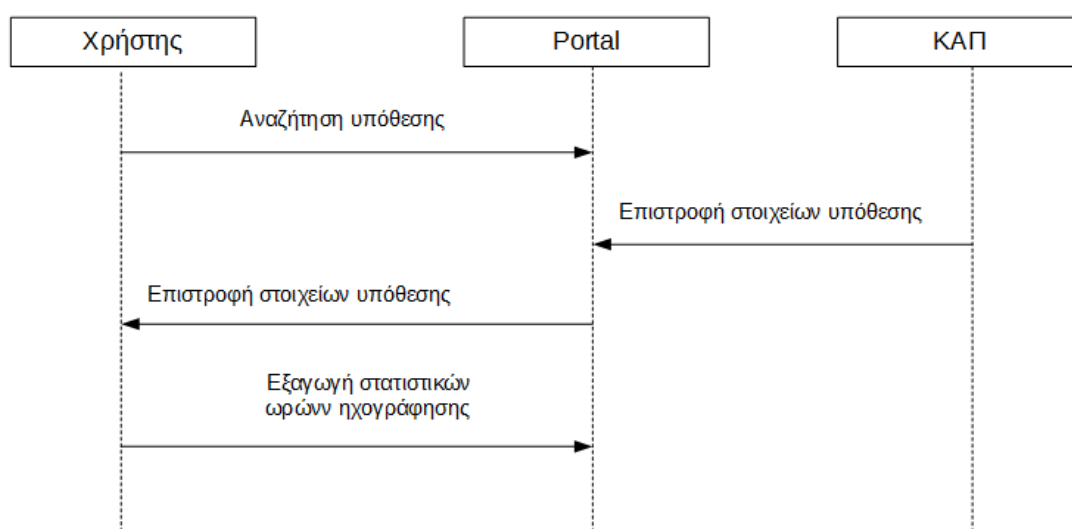 Χρήστης
Portal
ΚΑΠ
Αναζήτηση υπόθεσης
Επιστροφή στοιχείων υπόθεσης
Επιστροφή στοιχείων υπόθεσης
Εξαγωγή στατιστικών
ωρώνν ηχογράφησης